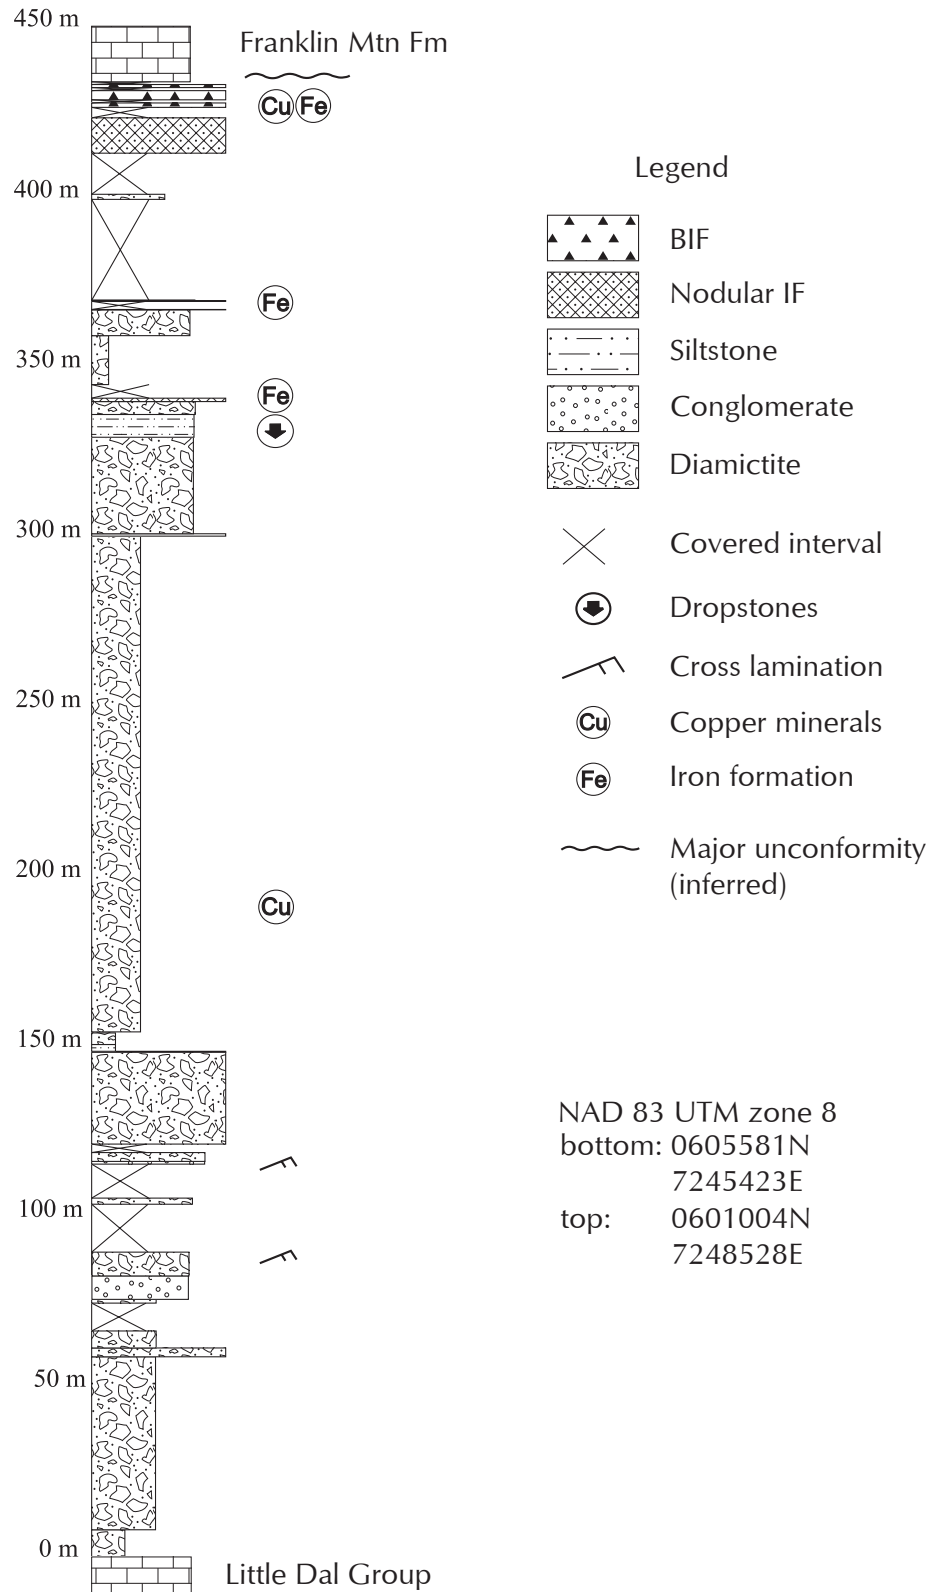 450 m
Franklin Mtn Fm
Cu Fe
400 m
Fe
350 m
Fe
300 m
250 m
200 m
Cu
150 m
100 m
50 m
0 m
Little Dal Group
Legend
BIF
Nodular IF
Siltstone
Conglomerate
Diamictite
Covered interval
Dropstones
Cross lamination
Cu Copper minerals
Fe Iron formation
Major unconformity
(inferred)
NAD 83 UTM zone 8
bottom: 0605581N
7245423E
top: 0601004N
7248528E